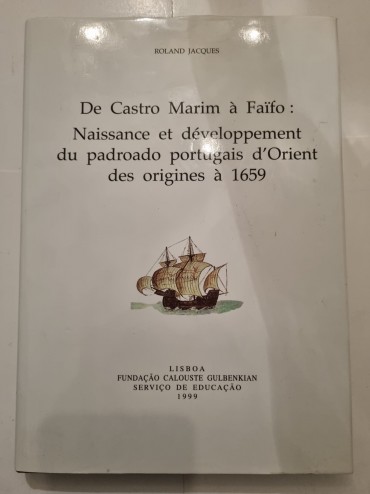 ROLAND JACQUES
De Castro Marim à Faïfo :
Naissance et développement
du padroado portugais d'Orient
des origines à 1659
LISBOA
FUNDAÇÃO CALOUSTE GULBENKIAN
SERVIÇO DE EDUCAÇÃO
1999